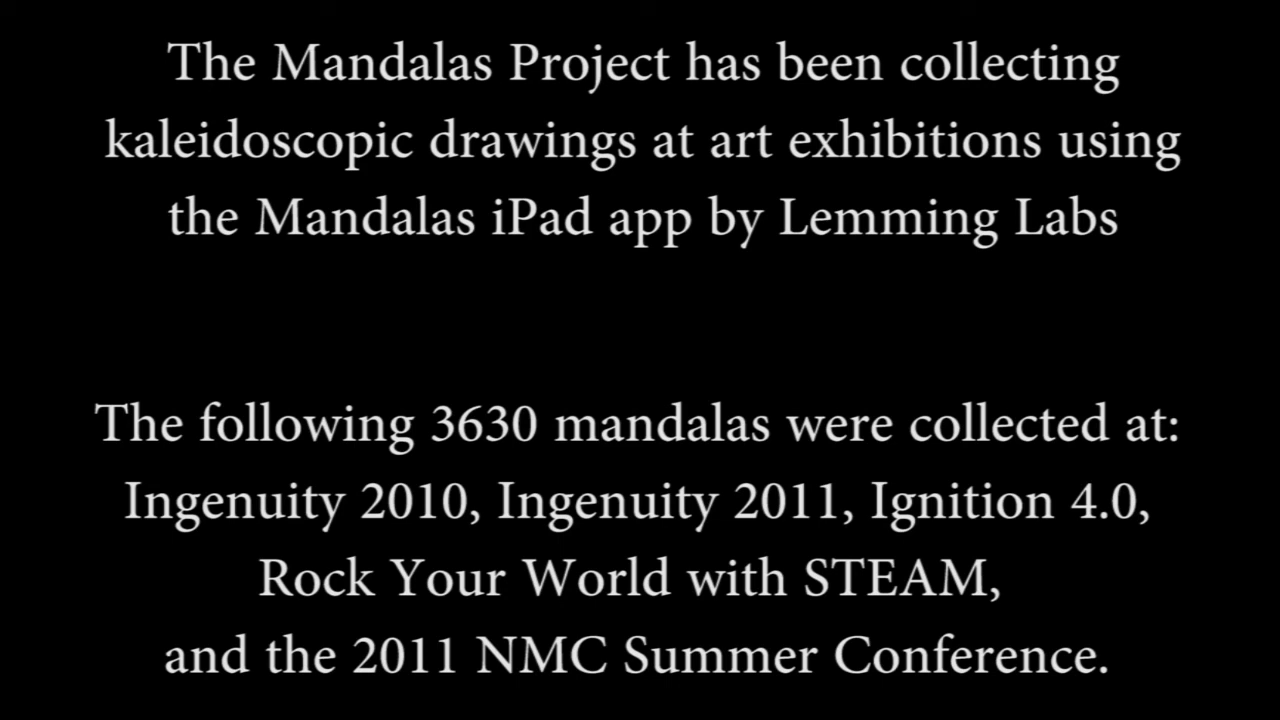 The Mandalas Project has been collecting
kaleidoscopic drawings at art exhibitions using
the Mandalas iPad app by Lemming Labs
The following 3630 mandalas were collected at:
Ingenuity 2010, Ingenuity 2011, Ignition 4.0,
Rock Your World with STEAM,
and the 2011 NMC Summer Conference.